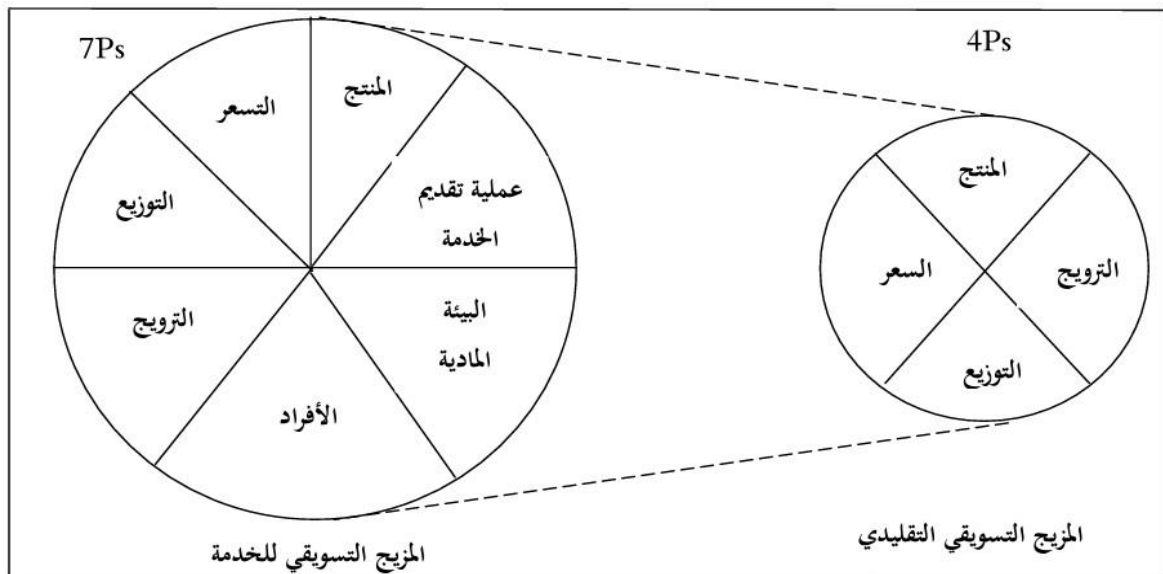 4Ps
المنتج
الترويج
السعر
التوزيع
المزيج التسويقي التقليدي
7Ps
المنتج
التسعر
عملية تقديم
الخدمة
التوزيع
البيئة
المادية
الترويج
الأفراد
المزيج التسويقي للخدمة